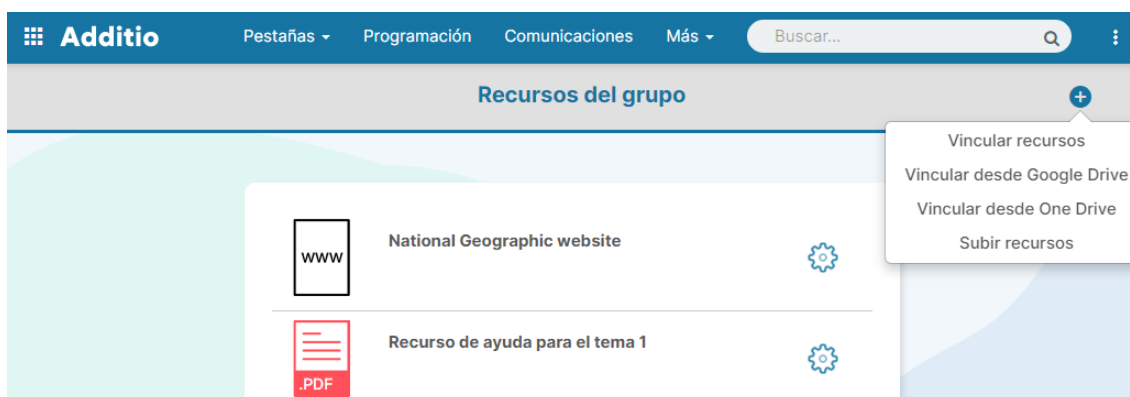 Additio Pestañas Programación Comunicaciones Más Buscar...
Recursos del grupo
Vincular recursos
Vincular desde Google Drive
Vincular desde One Drive
Subir recursos
National Geographic website
www
Recurso de ayuda para el tema 1
.PDF